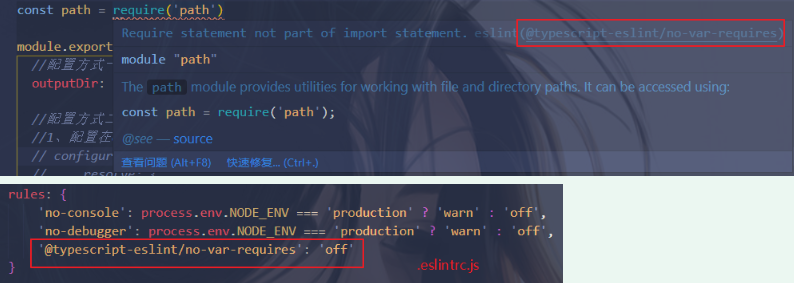 const path = require('path')
Require statement not part of import statement. eslint(@typescript-eslint/no-var-requires)
module.export
module "path"
//配置方式一
The path module provides utilities for working with file and directory paths. It can be accessed using:
outputDir:
const path = require('path');
//配置方式二
@see — source
//1、配置在
// configur
查看问题 (Alt+F8) 快速修复... (Ctrl+.)
rules: {
'no-console': process.env.NODE_ENV === 'production' ? 'warn' : 'off',
'no-debugger': process.env.NODE_ENV === 'production' ? 'warn' : 'off',
'@typescript-eslint/no-var-requires': 'off'
}
.eslintrc.js